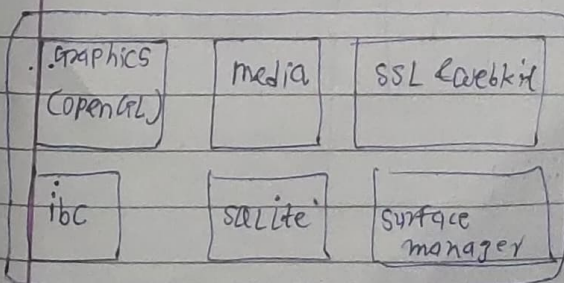 Graphics
(OpenGL)
media
SSL & Webkit
ibc
SQLite
Surface
manager